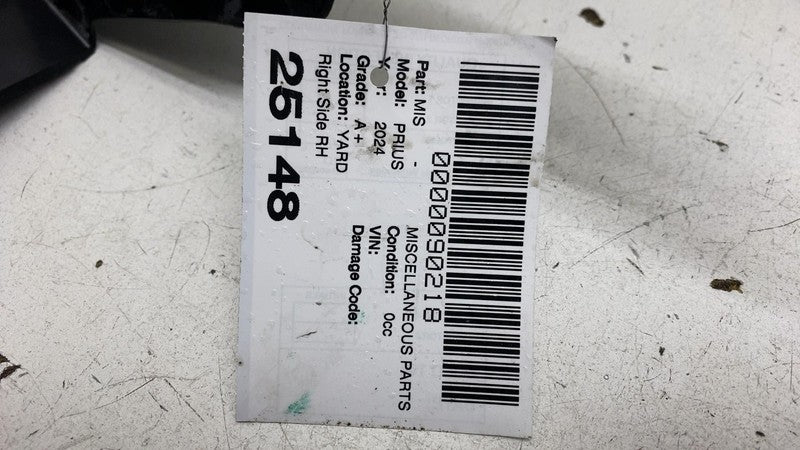 0000090218
Part: MIS - MISCELLANEOUS PARTS
Model: PRIUS Condition: 0cc
Year: 2024 VIN:
Grade: A+ Damage Code:
Location: YARD
Right Side RH
25148